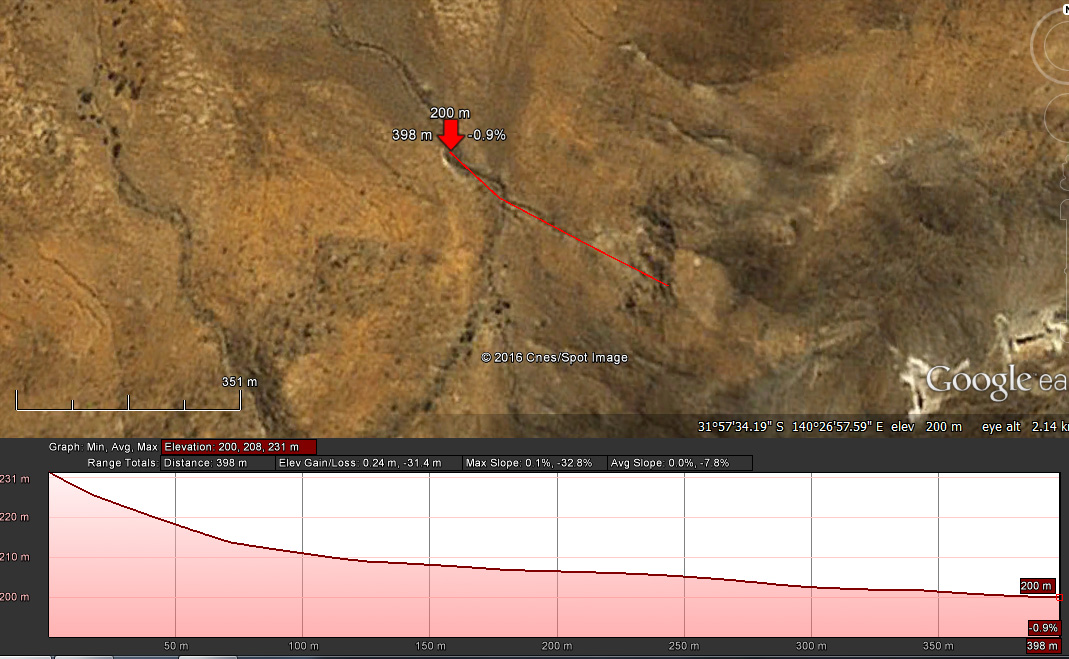 N
200 m
398 m -0.9%
© 2016 Cnes/Spot Image
351 m
Google ea
31°57'34.19" S 140°26'57.59" E elev 200 m eye alt 2.14 k
Graph: Min, Avg, Max Elevation: 200, 208, 231 m
Range Totals: Distance: 398 m Elev Gain/Loss: 0.24 m, -31.4 m Max Slope: 0.1%, -32.8% Avg Slope: 0.0%, -7.8%
231 m
220 m
210 m
200 m
200 m
-0.9%
50 m 100 m 150 m 200 m 250 m 300 m 350 m 398 m